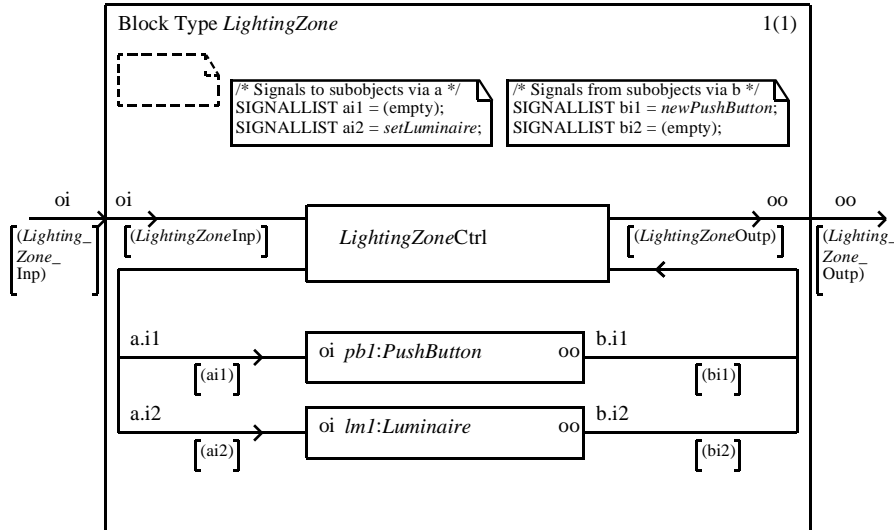 Block Type LightingZone 1(1)
/* Signals to subobjects via a */
SIGNALLIST ai1 = (empty);
SIGNALLIST ai2 = setLuminaire;
/* Signals from subobjects via b */
SIGNALLIST bi1 = newPushButton;
SIGNALLIST bi2 = (empty);
oi
oi
oo
oo
(Lighting_
Zone_
Inp)
(LightingZoneInp)
LightingZoneCtrl
(LightingZoneOutp)
(Lighting_
Zone_
Outp)
a.i1
(ai1)
oi pb1:PushButton oo
b.i1
(bi1)
a.i2
(ai2)
oi lm1:Luminaire oo
b.i2
(bi2)